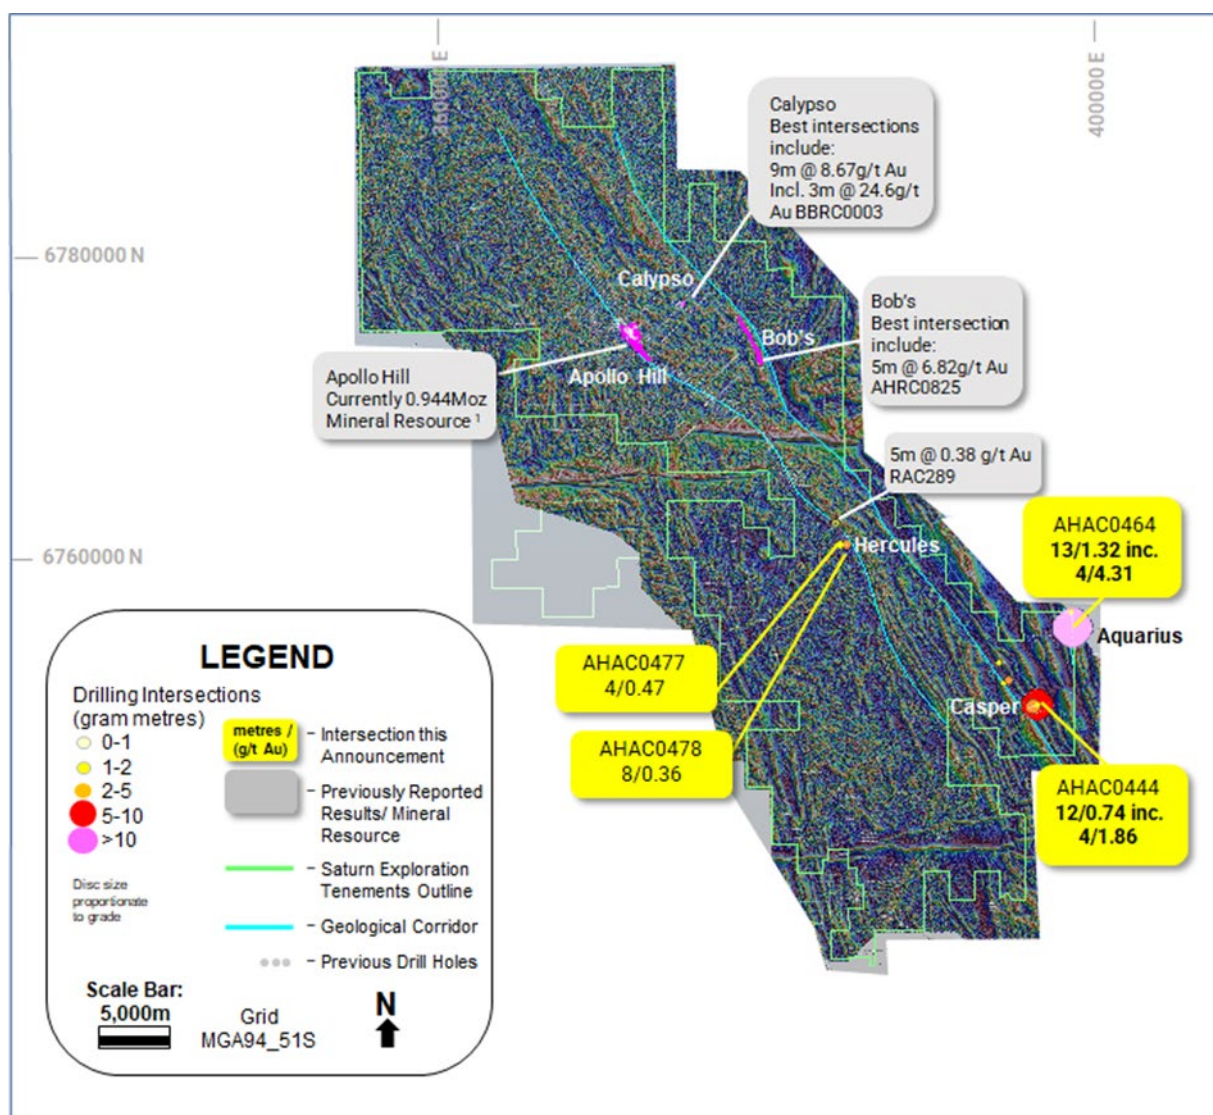 360000 E
400000 E
Calypso
Best intersections
include:
9m @ 8.67g/t Au
Incl. 3m @ 24.6g/t
Au BBRC0003
6780000 N
Calypso
Bob's
Best intersection
include:
5m @ 6.82g/t Au
AHRC0825
Bob's
Apollo Hill
Apollo Hill
Currently 0.944Moz
Mineral Resource ¹
5m @ 0.38 g/t Au
RAC289
AHAC0464
13/1.32 inc.
4/4.31
Hercules
6760000 N
Aquarius
AHAC0477
4/0.47
Casper
AHAC0478
8/0.36
AHAC0444
12/0.74 inc.
4/1.86
LEGEND
Drilling Intersections
(gram metres)
0-1
1-2
2-5
5-10
>10
Disc size
proportionate
to grade
metres /
(g/t Au)
– Intersection this
Announcement
– Previously Reported
Results/ Mineral
Resource
– Saturn Exploration
Tenements Outline
– Geological Corridor
– Previous Drill Holes
Scale Bar:
5,000m
Grid
MGA94_51S
N